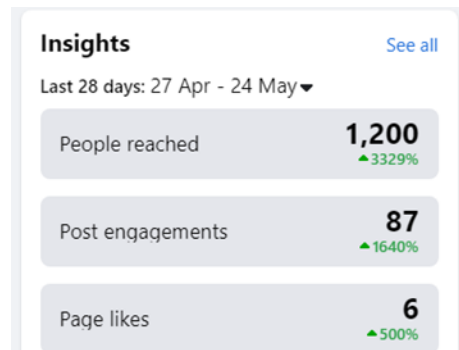 Insights See all
Last 28 days: 27 Apr - 24 May
People reached 1,200
3329%
Post engagements 87
1640%
Page likes 6
500%